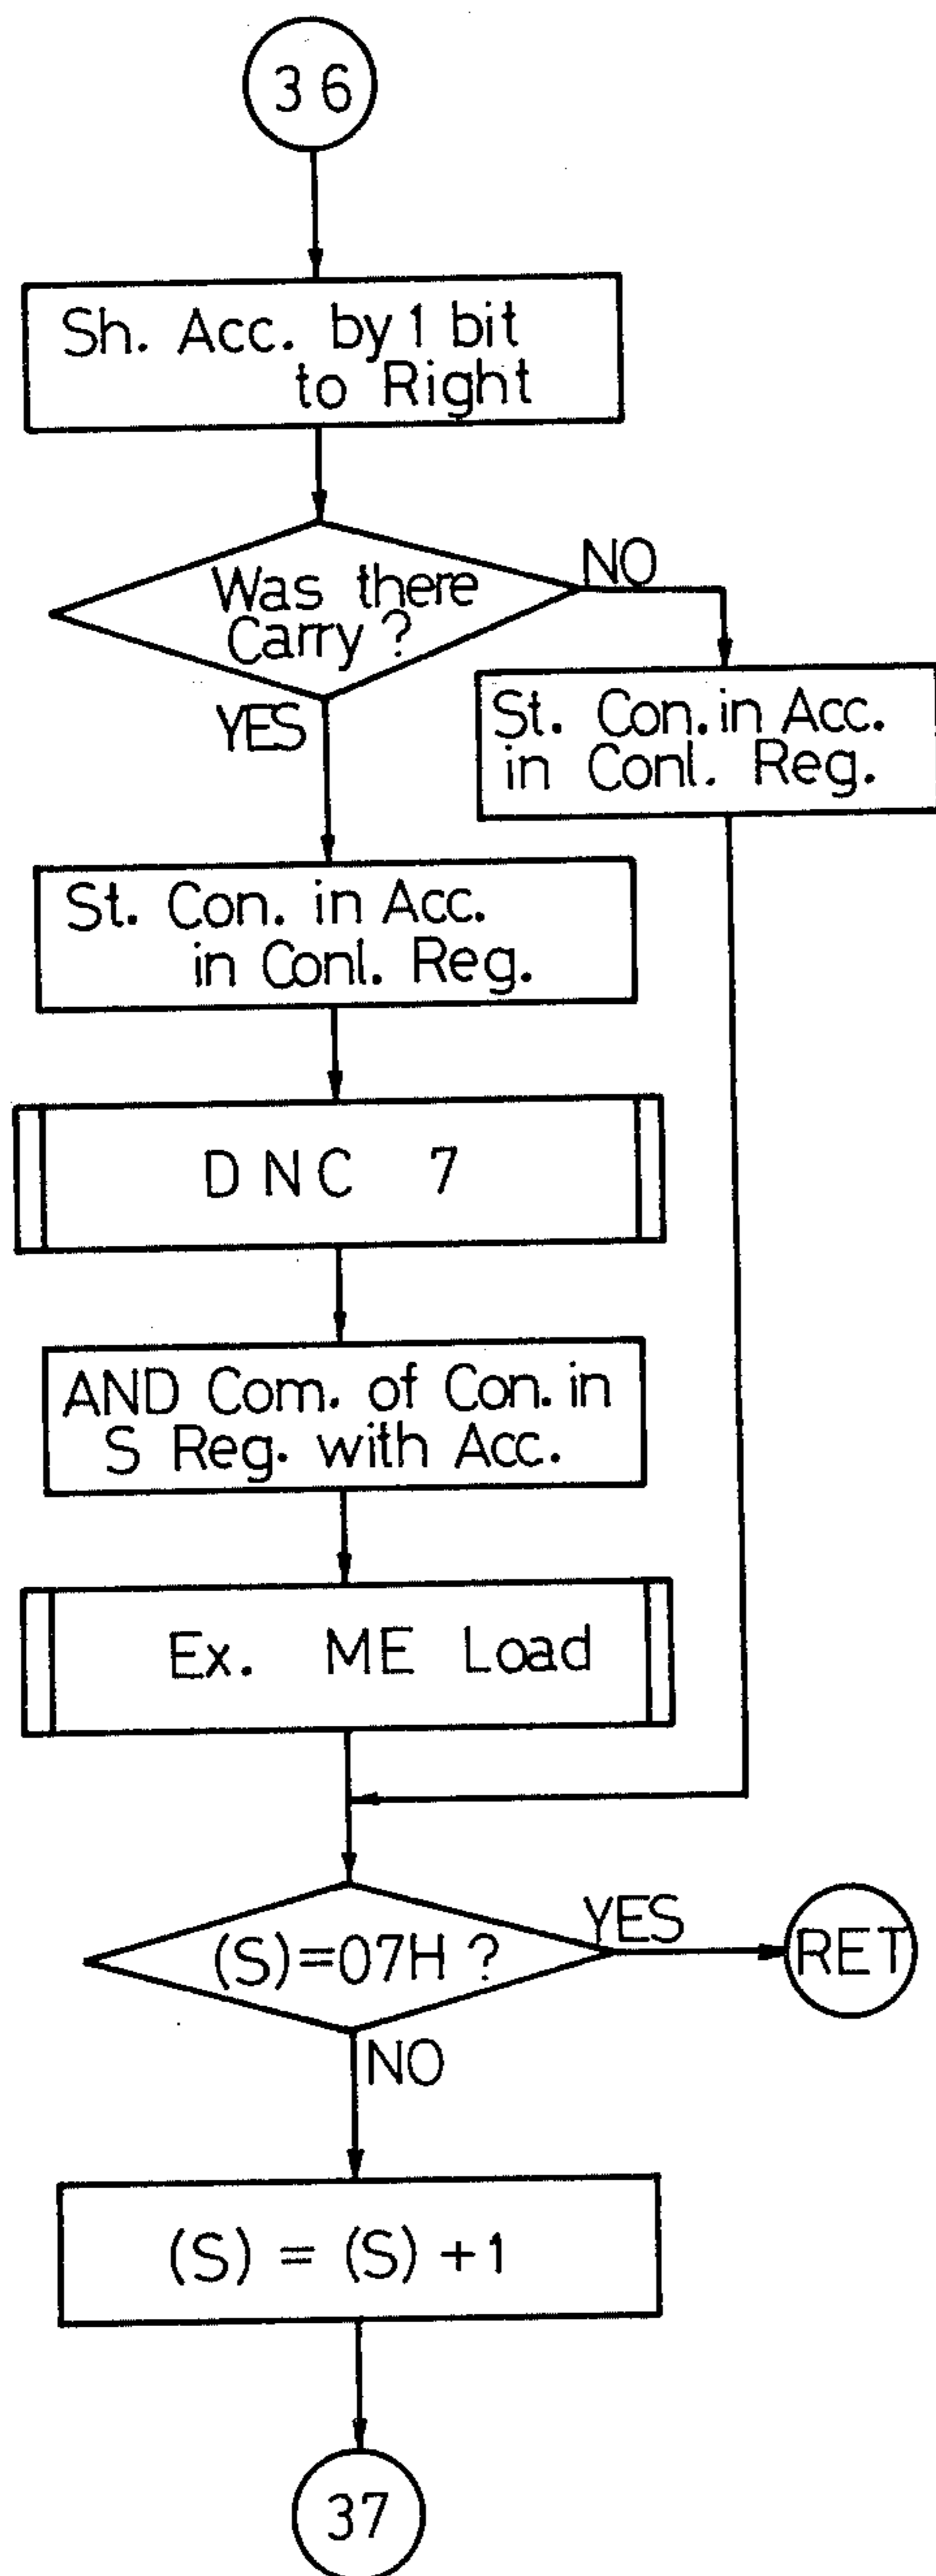 36
Sh. Acc. by 1 bit
to Right
Was there
Carry ?
NO
YES
St. Con. in Acc.
in Conl. Reg.
St. Con. in Acc.
in Conl. Reg.
DNC 7
AND Com. of Con. in
S Reg. with Acc.
Ex. ME Load
(S)=07H ?
YES
RET
NO
(S) = (S) + 1
37